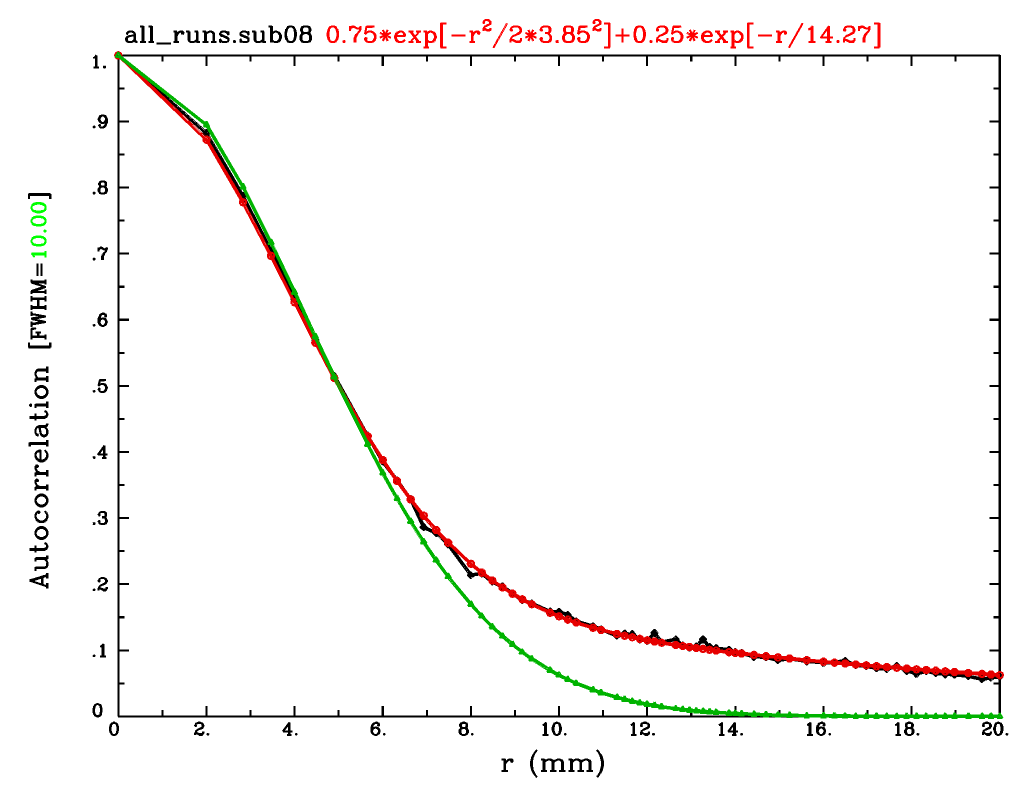 all_runs.sub08 0.75*exp[-r²/2*3.85²]+0.25*exp[-r/14.27]
1.
.9
.8
.7
.6
.5
.4
.3
.2
.1
0
Autocorrelation [FWHM=10.00]
0. 2. 4. 6. 8. 10. 12. 14. 16. 18. 20.
r (mm)